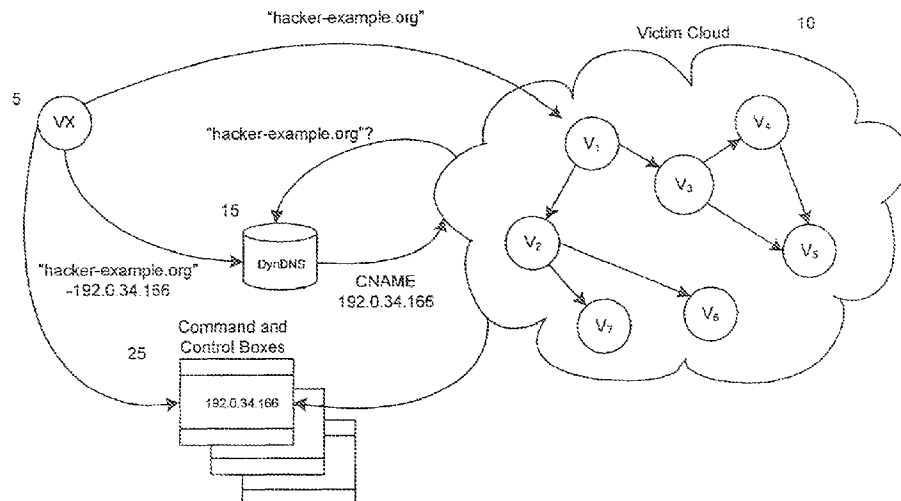 "hacker-example.org"
10
Victim Cloud
5
VX
"hacker-example.org"?
V1
V4
V3
15
V2
V5
DynDNS
"hacker-example.org"
-192.0.34.166
CNAME
192.0.34.166
V7
V6
Command and
Control Boxes
25
192.0.34.166